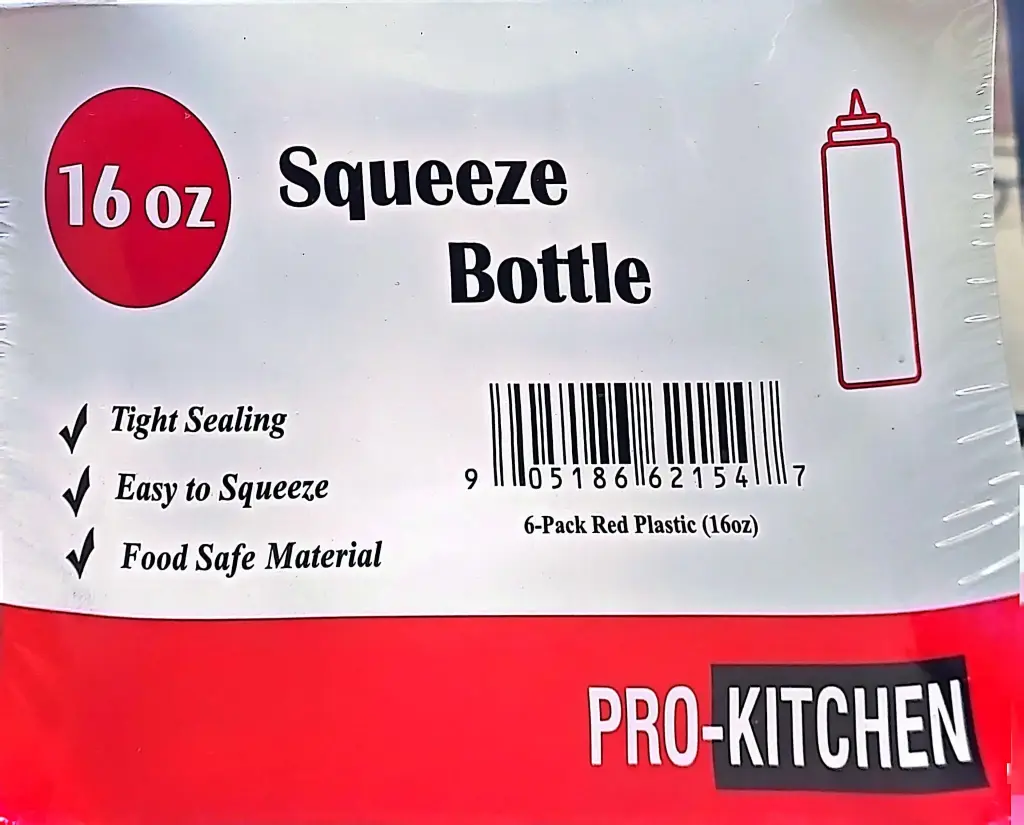 16 oz
Squeeze
Bottle
Tight Sealing
Easy to Squeeze
Food Safe Material
9 05186 62154 7
6-Pack Red Plastic (16oz)
PRO-KITCHEN